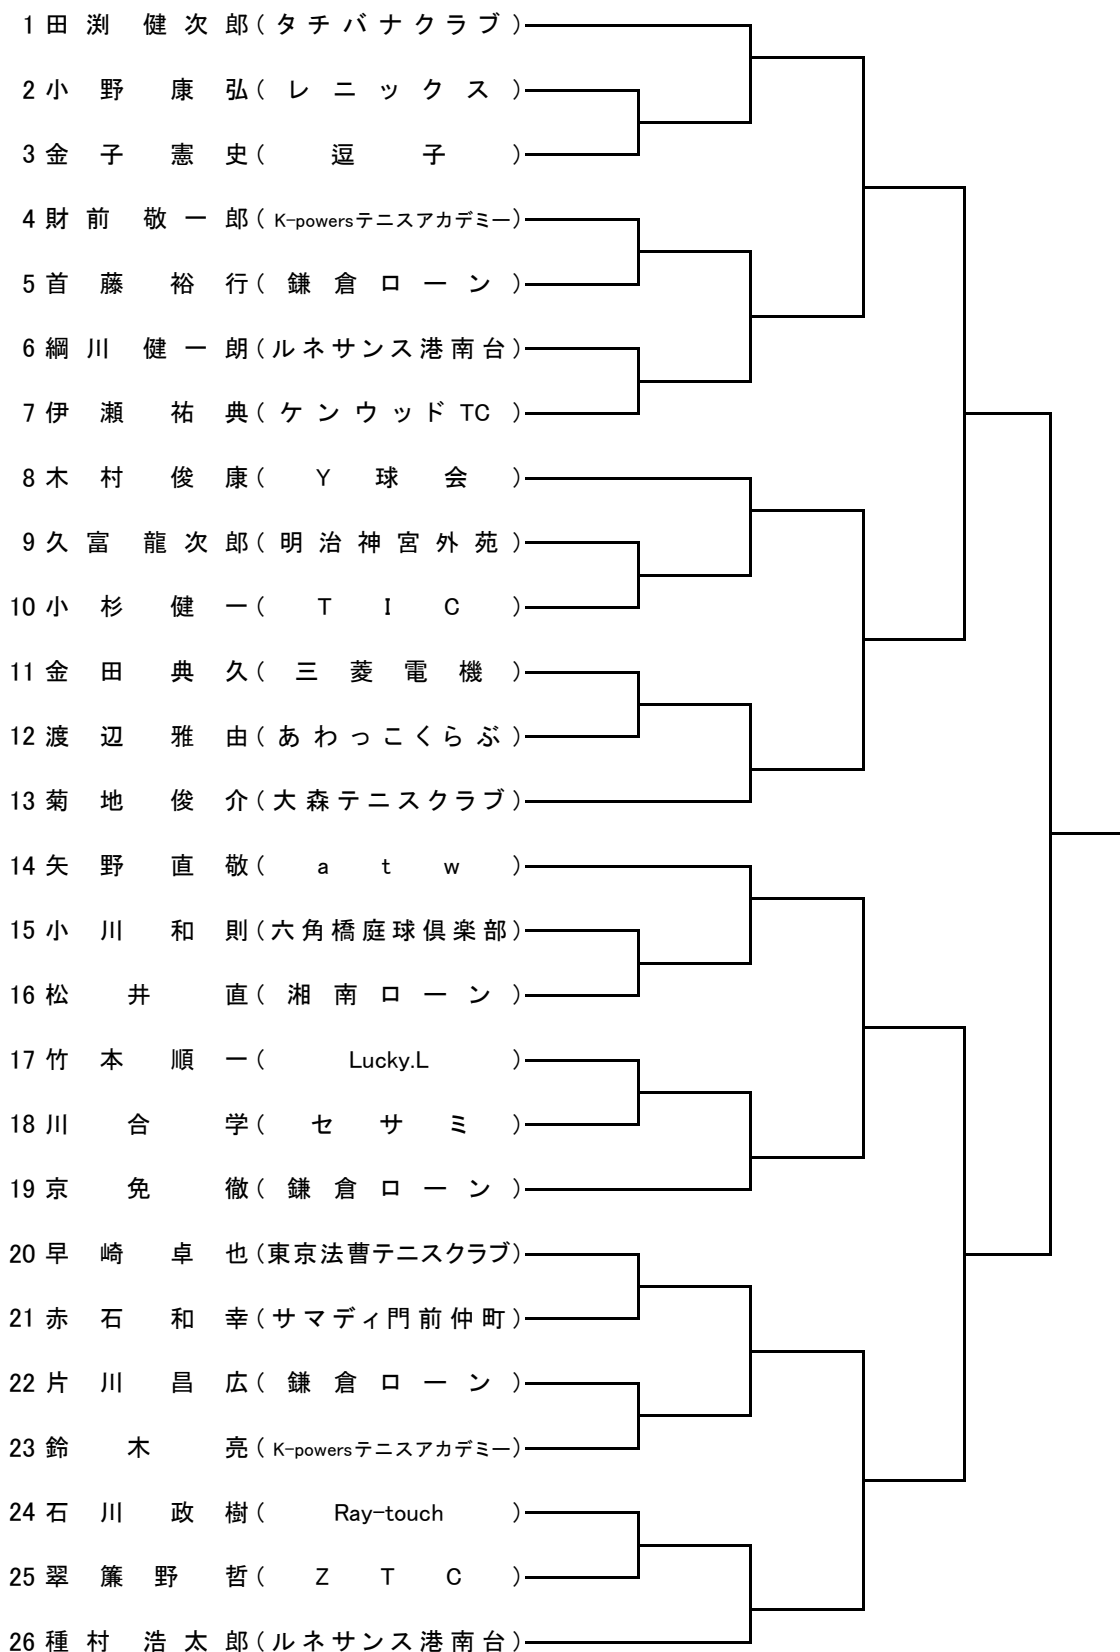 1 田渕 健次郎(タチバナクラブ)
2 小野 康弘(レニックス)
3 金子 憲史(逗子)
4 財前 敬一郎(K-powersテニスアカデミー)
5 首藤 裕行(鎌倉ローン)
6 綱川 健一朗(ルネサンス港南台)
7 伊瀬 祐典(ケンウッドTC)
8 木村 俊康(Y球会)
9 久富 龍次郎(明治神宮外苑)
10 小杉 健一(TIC)
11 金田 典久(三菱電機)
12 渡辺 雅由(あわっこくらぶ)
13 菊地 俊介(大森テニスクラブ)
14 矢野 直敬(atw)
15 小川 和則(六角橋庭球倶楽部)
16 松井 直(湘南ローン)
17 竹本 順一(Lucky.L)
18 川合 学(セサミ)
19 京免 徹(鎌倉ローン)
20 早崎 卓也(東京法曹テニスクラブ)
21 赤石 和幸(サマディ門前仲町)
22 片川 昌広(鎌倉ローン)
23 鈴木 亮(K-powersテニスアカデミー)
24 石川 政樹(Ray-touch)
25 翠簾野 哲(ZTC)
26 種村 浩太郎(ルネサンス港南台)